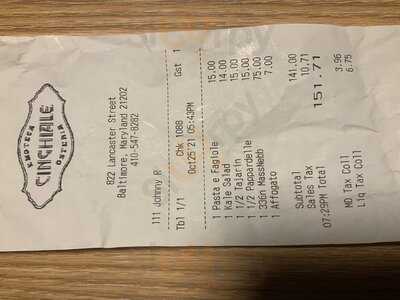 ENOTECA
CINGHIALE
OSTERIA
822 Lancaster Street
Baltimore, Maryland 21202
410-547-8282
111 Johnny R
Tbl 1/1 Chk 1088 Gst 1
Oct25'21 05:43PM
1 Pasta e Fagiole 15.00
1 Kale Salad 14.00
1 1/2 Tajarin 15.00
1 1/2 Pappardelle 15.00
1 336n MassWebb 75.00
1 Affogato 7.00
Subtotal 141.00
Sales Tax 10.71
07:29PM Total 151.71
MD Tax Coll 3.96
Liq Tax Coll 6.75